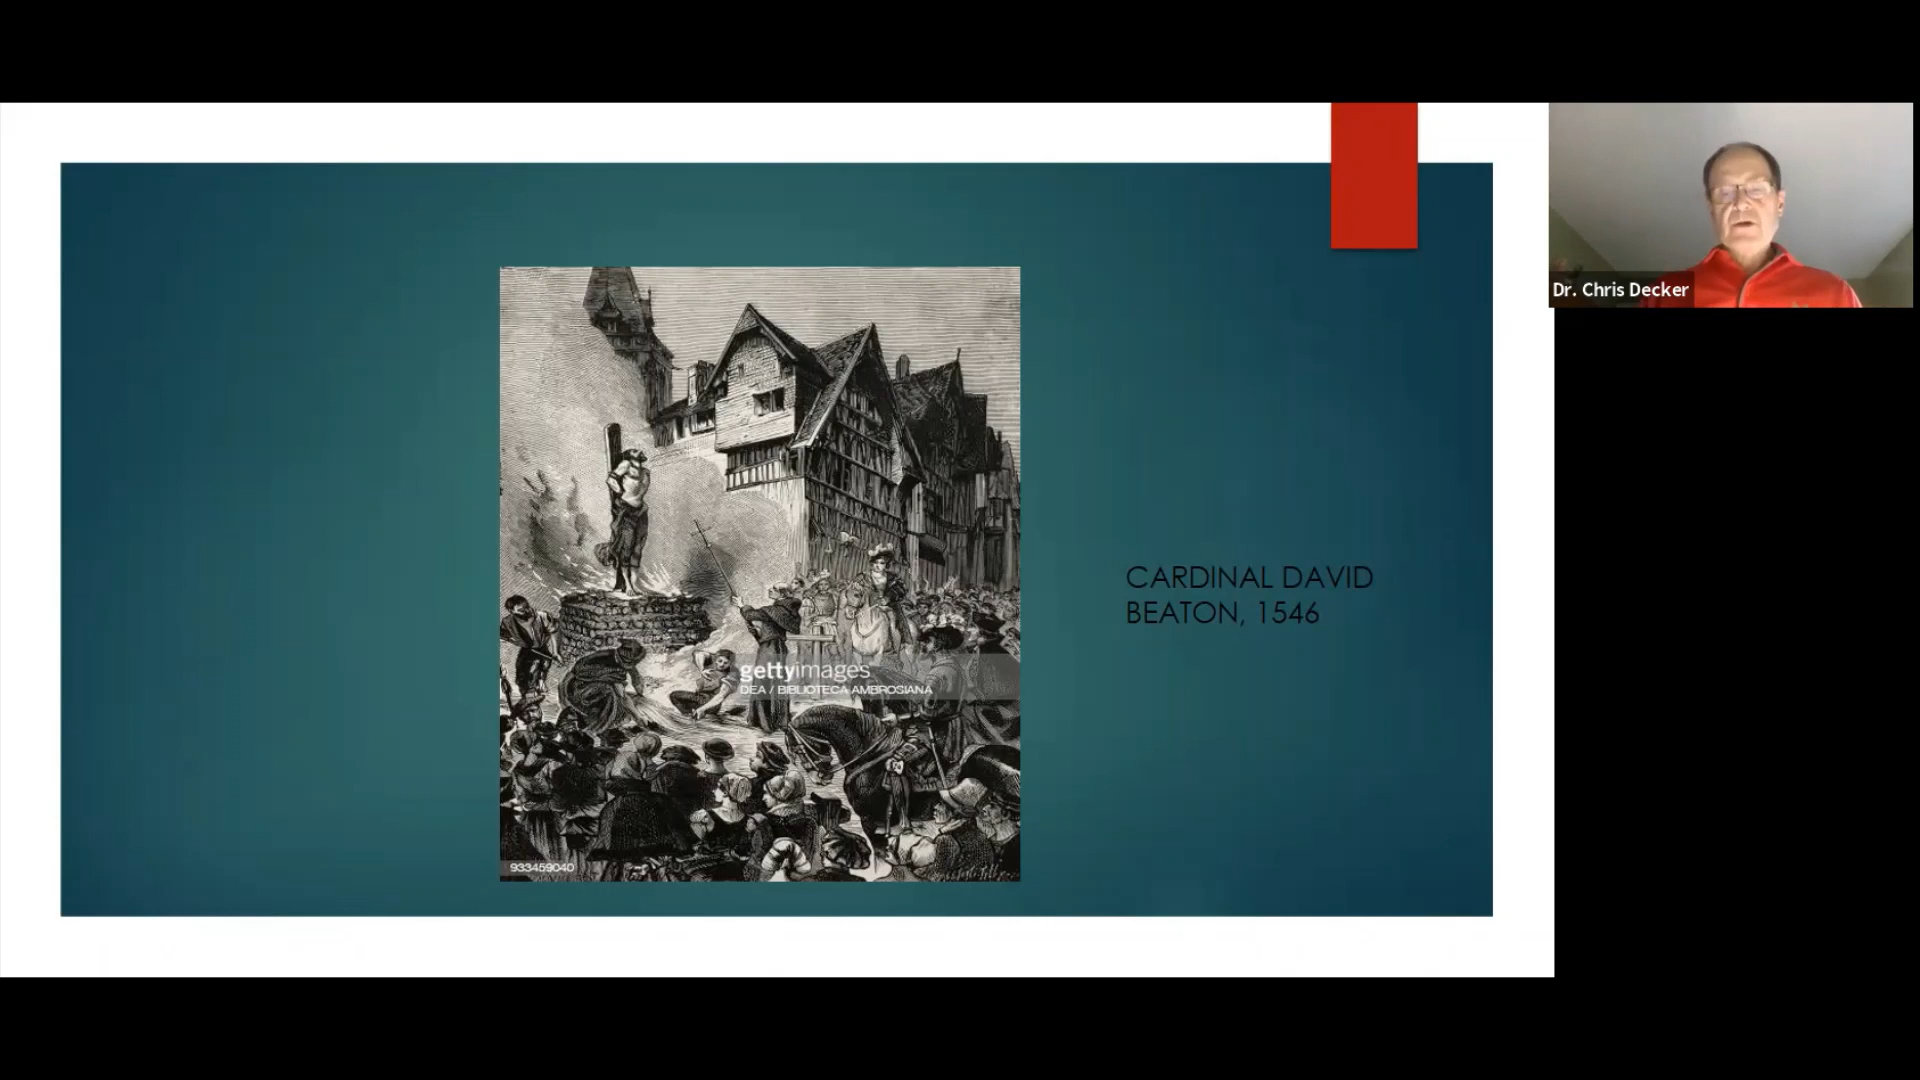 Dr. Chris Decker
CARDINAL DAVID
BEATON, 1546
gettyimages
DEA / BIBLIOTECA AMBROSIANA
933459040